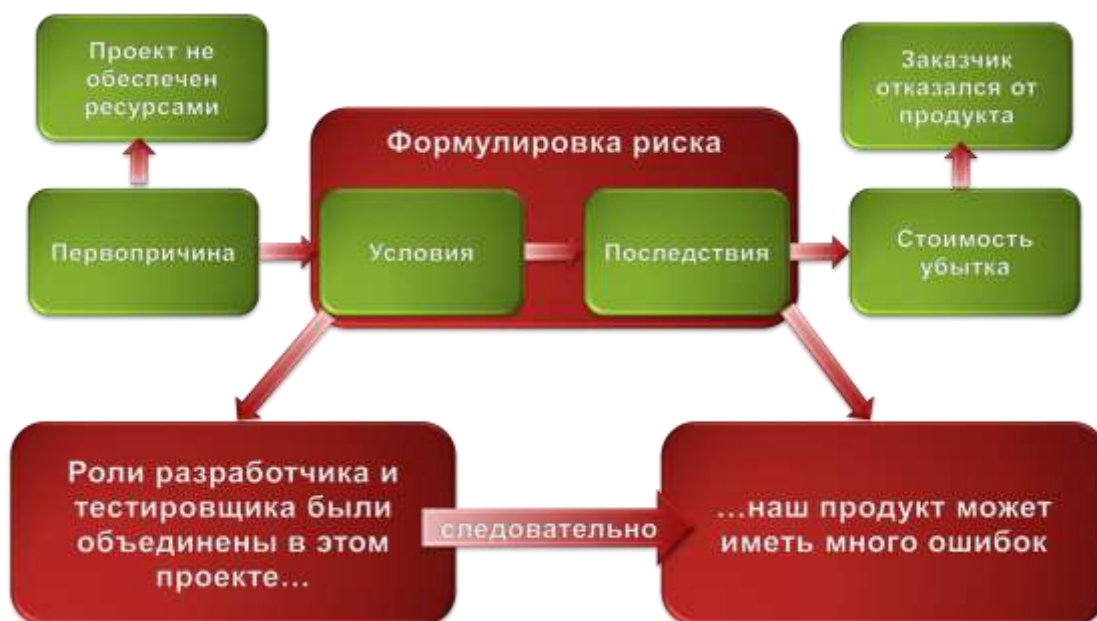 Проект не
обеспечен
ресурсами
Заказчик
отказался от
продукта
Формулировка риска
Первопричина
Условия
Последствия
Стоимость
убытка
Роли разработчика и
тестировщика были
объединены в этом
проекте...
следовательно
...наш продукт может
иметь много ошибок